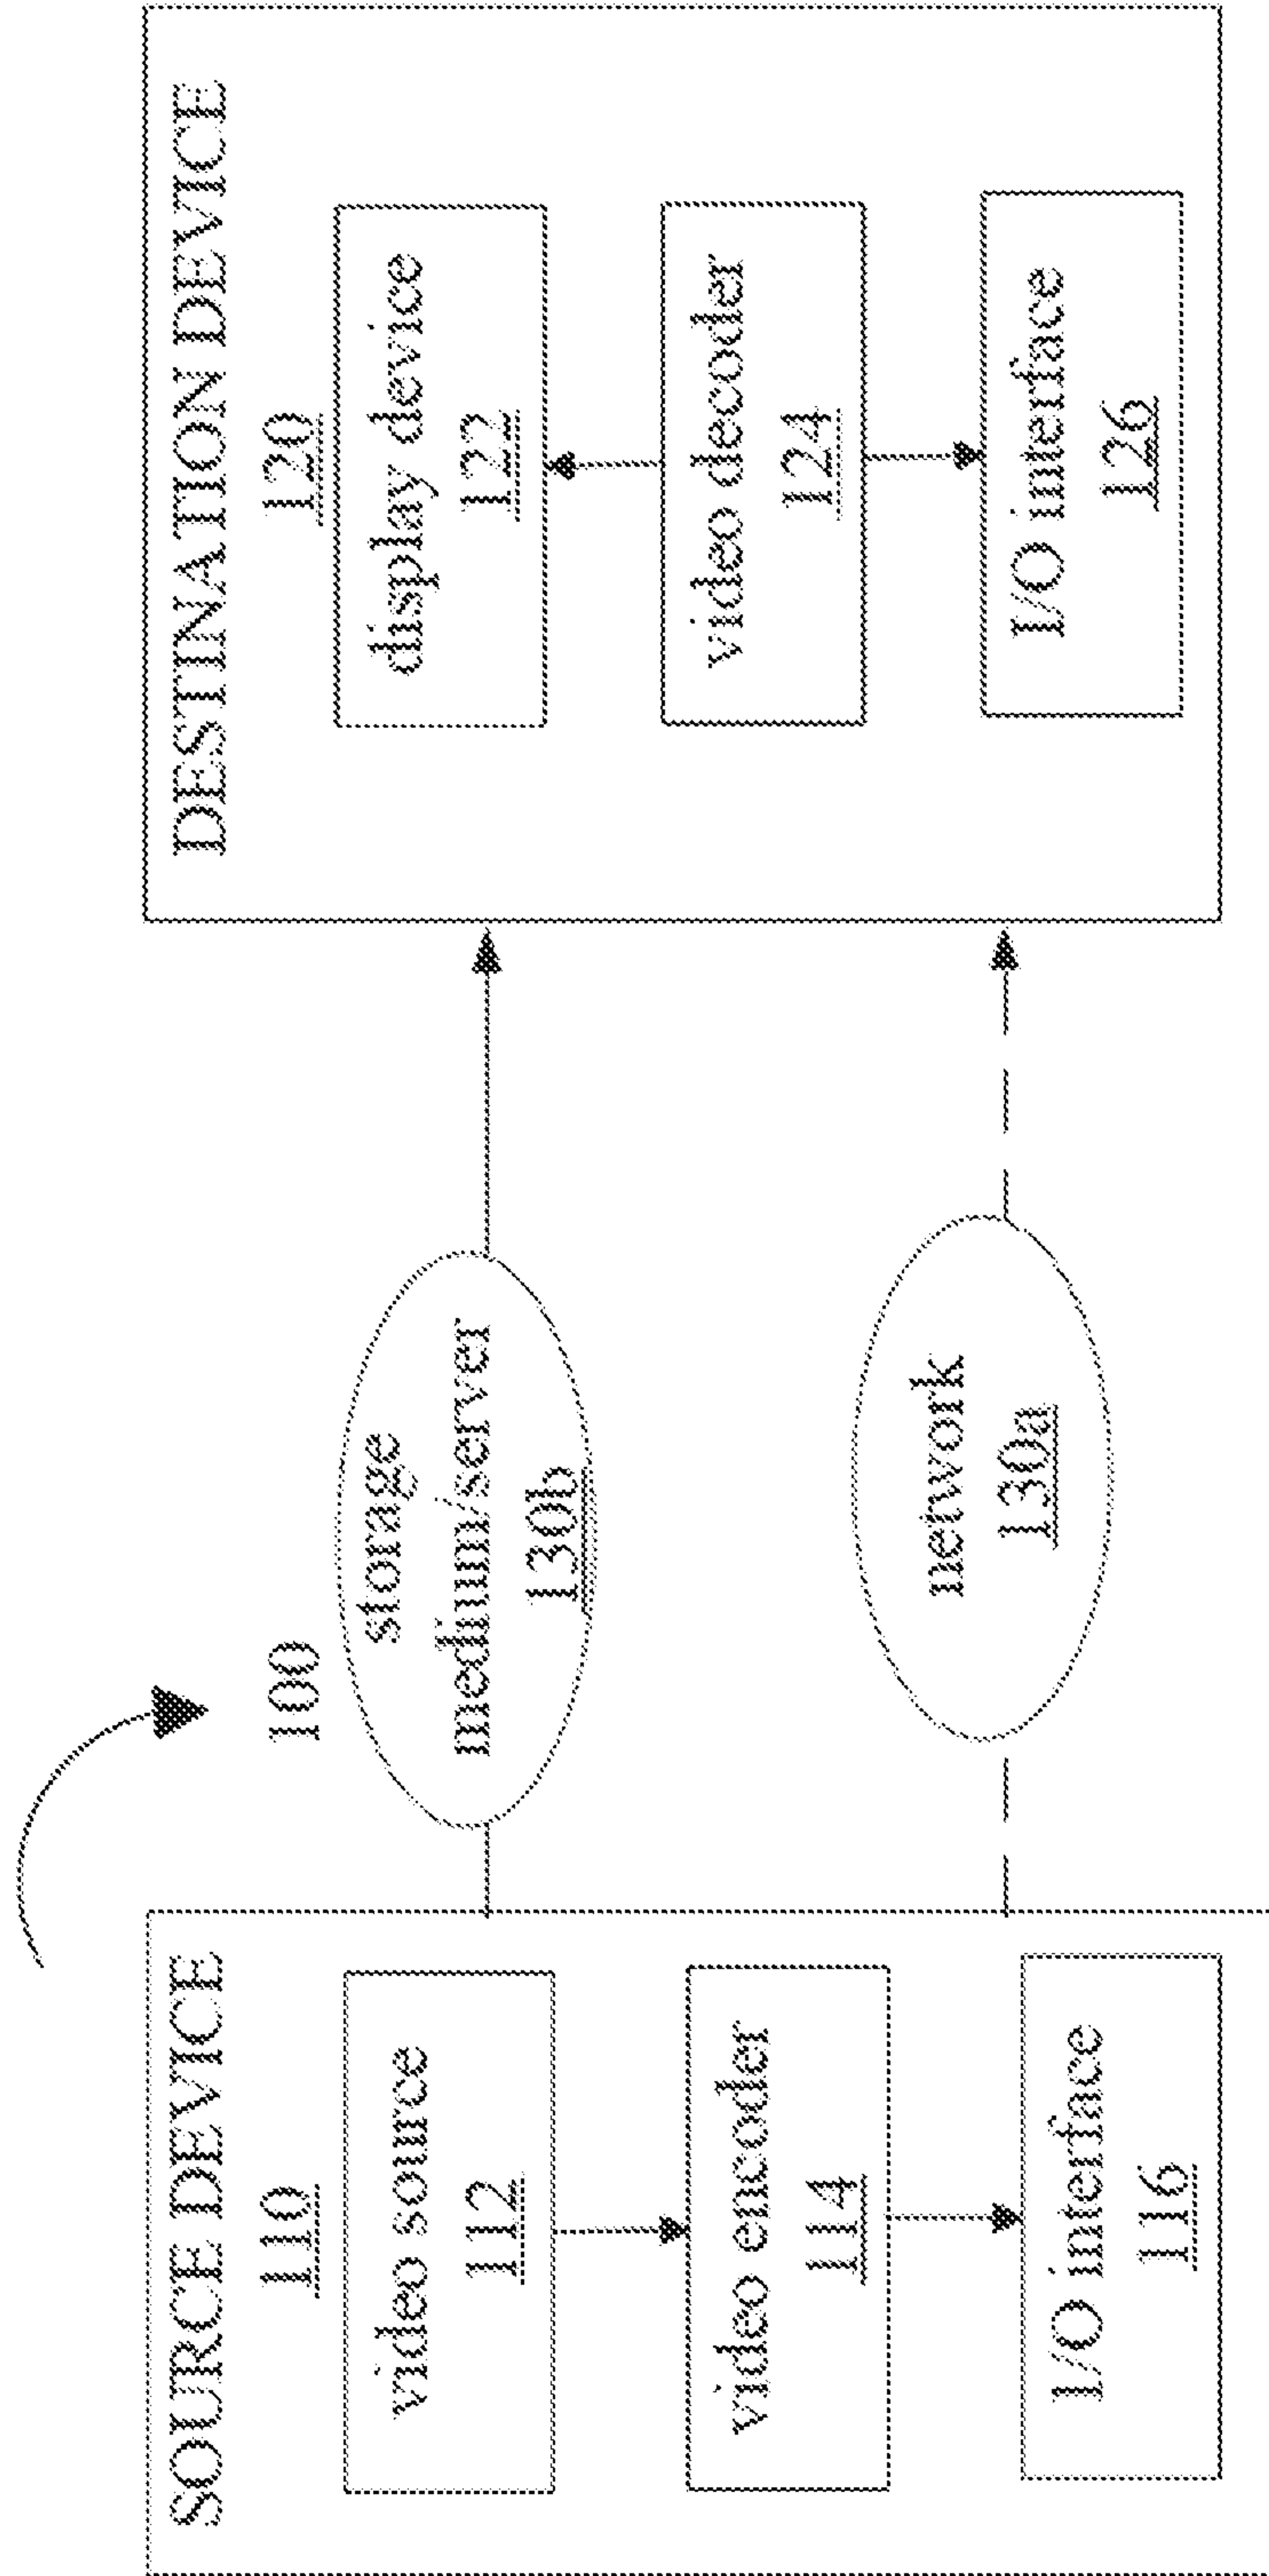 100
SOURCE DEVICE
110
video source
112
video encoder
114
I/O interface
116
storage
medium/server
130b
network
130a
DESTINATION DEVICE
120
display device
122
video decoder
124
I/O interface
126